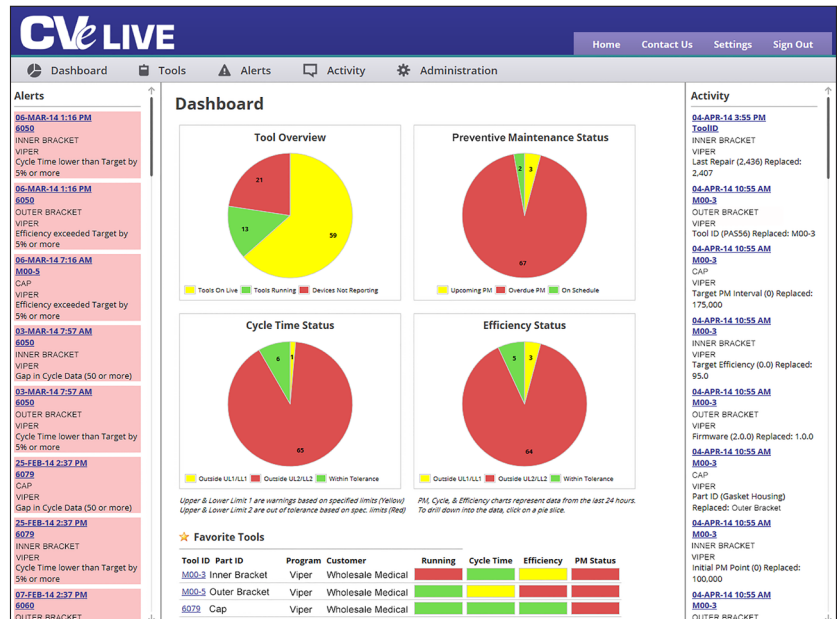 CVe LIVE
Home Contact Us Settings Sign Out
Dashboard Tools Alerts Activity Administration
Alerts
06-MAR-14 1:16 PM
6050
INNER BRACKET
VIPER
Cycle Time lower than Target by
5% or more
06-MAR-14 1:16 PM
6050
OUTER BRACKET
VIPER
Efficiency exceeded Target by
5% or more
06-MAR-14 7:16 AM
M00-5
CAP
VIPER
Efficiency exceeded Target by
5% or more
03-MAR-14 7:57 AM
6050
INNER BRACKET
VIPER
Gap in Cycle Data (50 or more)
03-MAR-14 7:57 AM
6050
OUTER BRACKET
VIPER
Cycle Time lower than Target by
5% or more
25-FEB-14 2:37 PM
6079
CAP
VIPER
Gap in Cycle Data (50 or more)
25-FEB-14 2:37 PM
6079
INNER BRACKET
VIPER
Cycle Time lower than Target by
5% or more
07-FEB-14 2:37 PM
6060
OUTER BRACKET
Dashboard
Tool Overview
21
13
59
Tools On Live Tools Running Devices Not Reporting
Preventive Maintenance Status
2 3
67
Upcoming PM Overdue PM On Schedule
Cycle Time Status
6 1
65
Outside UL1/LL1 Outside UL2/LL2 Within Tolerance
Efficiency Status
5 3
64
Outside UL1/LL1 Outside UL2/LL2 Within Tolerance
Upper & Lower Limit 1 are warnings based on specified limits (Yellow)
Upper & Lower Limit 2 are out of tolerance based on spec. limits (Red)
PM, Cycle, & Efficiency charts represent data from the last 24 hours.
To drill down into the data, click on a pie slice.
Favorite Tools
Tool ID Part ID Program Customer Running Cycle Time Efficiency PM Status
M00-3 Inner Bracket Viper Wholesale Medical
M00-5 Outer Bracket Viper Wholesale Medical
6079 Cap Viper Wholesale Medical
Activity
04-APR-14 3:55 PM
ToolID
INNER BRACKET
VIPER
Last Repair (2,436) Replaced:
2,407
04-APR-14 10:55 AM
M00-3
OUTER BRACKET
VIPER
Tool ID (PAS56) Replaced: M00-3
04-APR-14 10:55 AM
M00-3
CAP
VIPER
Target PM Interval (0) Replaced:
175,000
04-APR-14 10:55 AM
M00-3
INNER BRACKET
VIPER
Target Efficiency (0.0) Replaced:
95.0
04-APR-14 10:55 AM
M00-3
OUTER BRACKET
VIPER
Firmware (2.0.0) Replaced: 1.0.0
04-APR-14 10:55 AM
M00-3
CAP
VIPER
Part ID (Gasket Housing)
Replaced: Outer Bracket
04-APR-14 10:55 AM
M00-3
INNER BRACKET
VIPER
Initial PM Point (0) Replaced:
100,000
04-APR-14 10:55 AM
M00-3
OUTER BRACKET